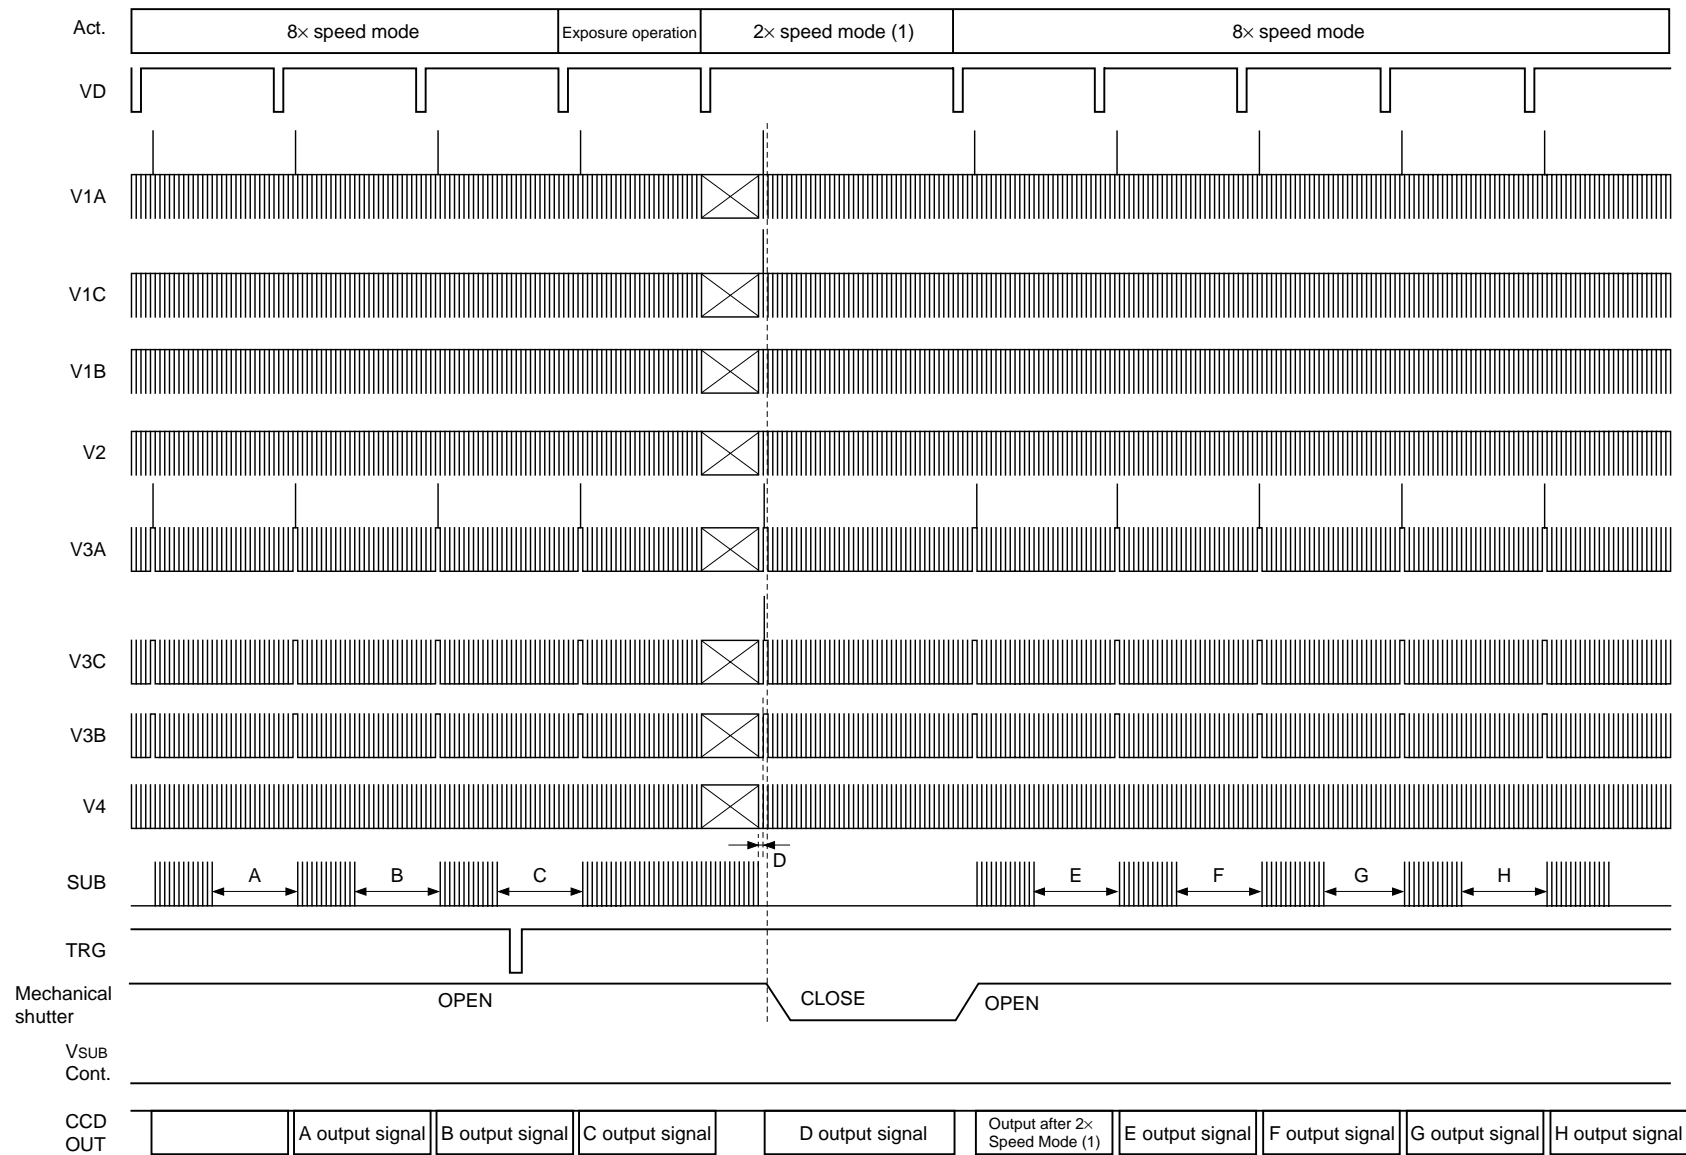 Act.
8× speed mode
Exposure operation
2× speed mode (1)
8× speed mode
VD
V1A
V1C
V1B
V2
V3A
V3C
V3B
V4
D
SUB
A
B
C
E
F
G
H
TRG
Mechanical
shutter
OPEN
CLOSE
OPEN
VSUB
Cont.
CCD
OUT
A output signal
B output signal
C output signal
D output signal
Output after 2×
Speed Mode (1)
E output signal
F output signal
G output signal
H output signal